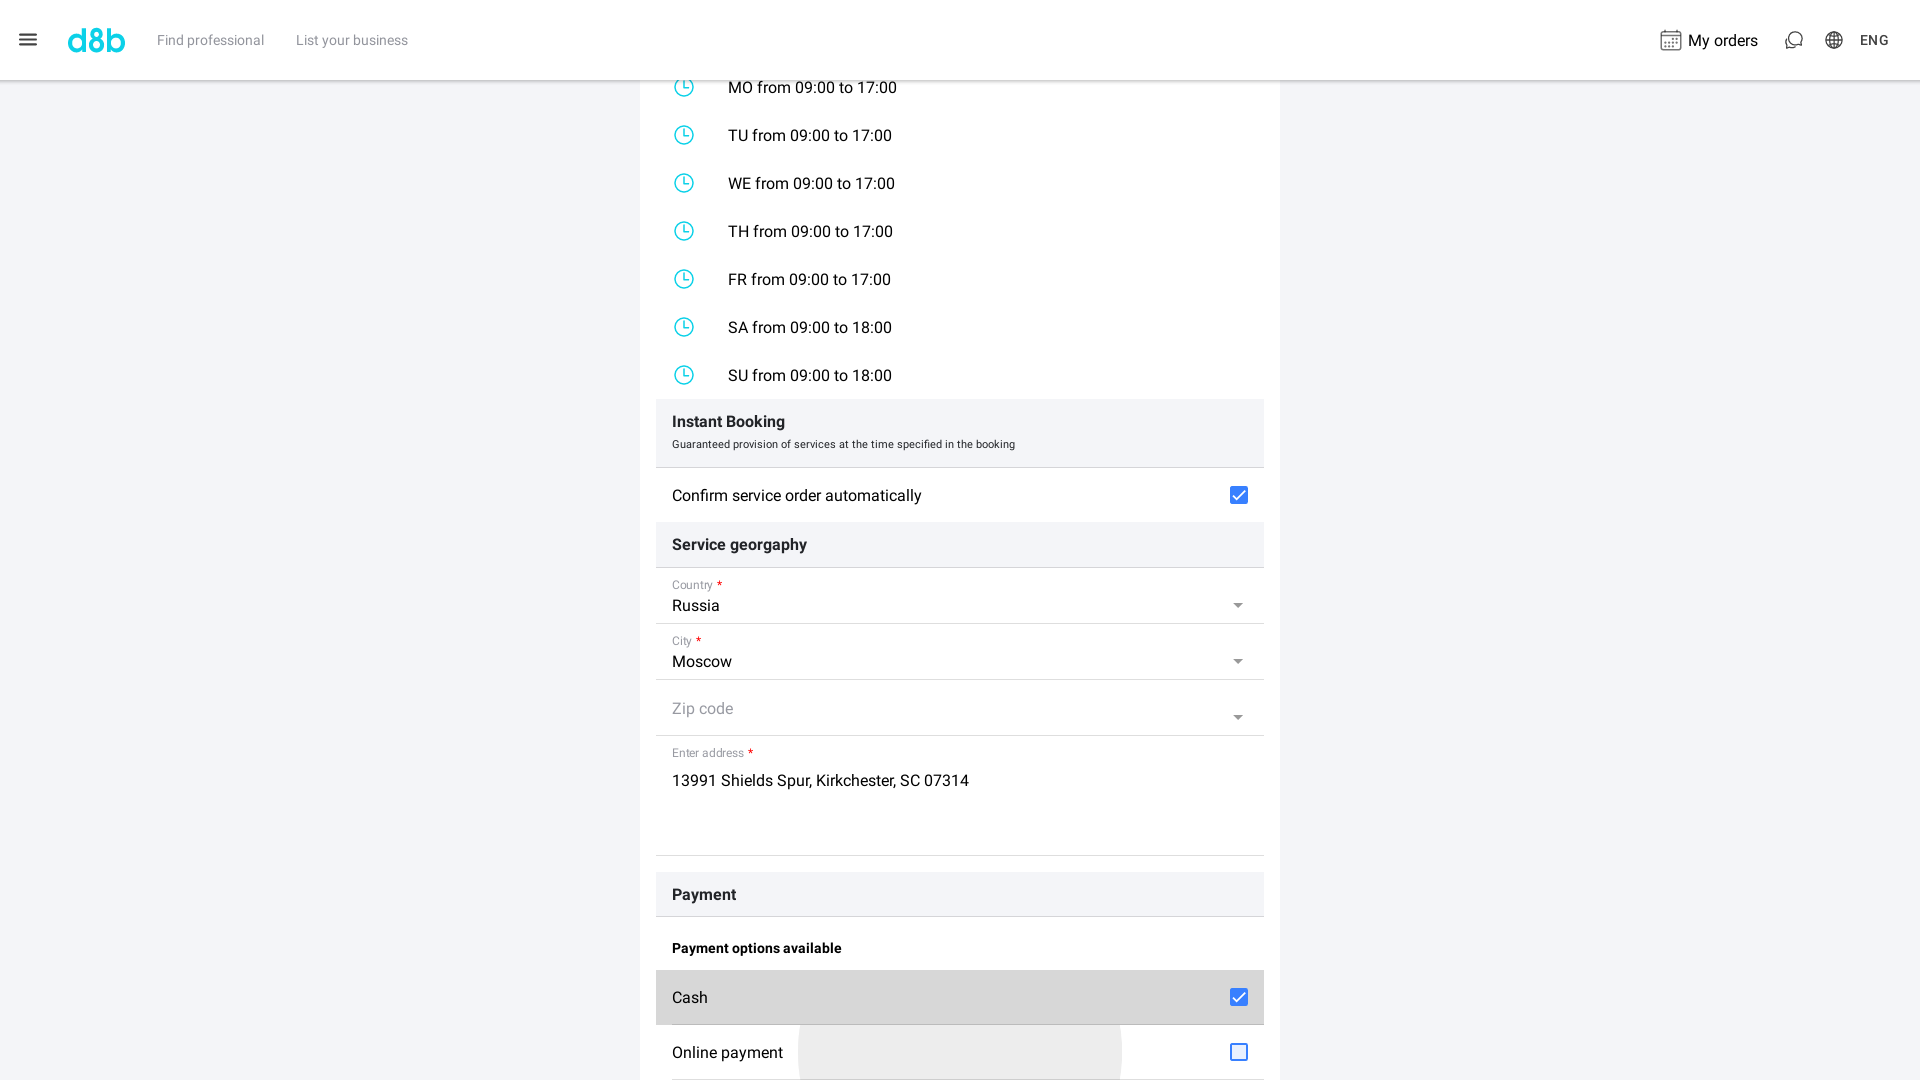 d8b
Find professional
List your business
My orders
ENG
MO from 09:00 to 17:00
TU from 09:00 to 17:00
WE from 09:00 to 17:00
TH from 09:00 to 17:00
FR from 09:00 to 17:00
SA from 09:00 to 18:00
SU from 09:00 to 18:00
Instant Booking
Guaranteed provision of services at the time specified in the booking
Confirm service order automatically
Service georgaphy
Country *
Russia
City *
Moscow
Zip code
Enter address *
13991 Shields Spur, Kirkchester, SC 07314
Payment
Payment options available
Cash
Online payment